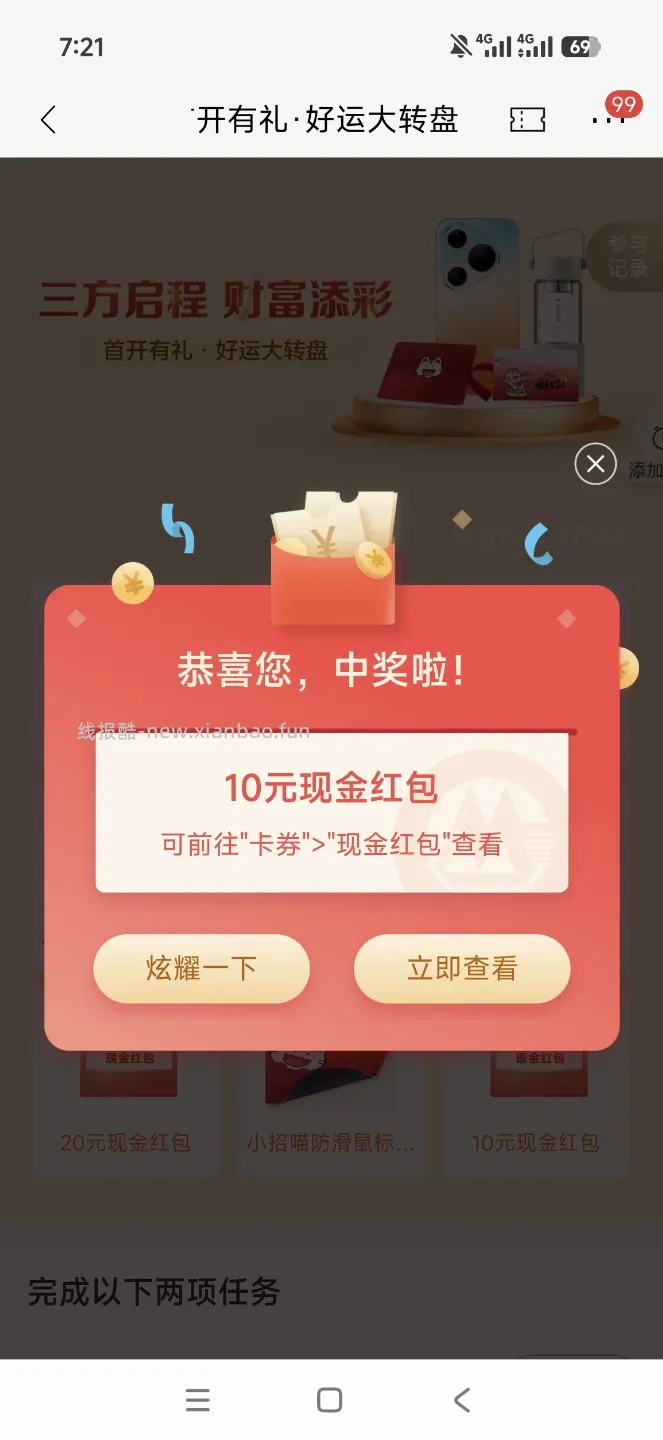 7:21
4G 4G 69
开有礼·好运大转盘
99
参与
记录
三方启程 财富添彩
首开有礼·好运大转盘
添加
恭喜您，中奖啦！
线报酷-new.xianbao.fun
10元现金红包
可前往"卡券">"现金红包"查看
炫耀一下
立即查看
现金红包
现金红包
20元现金红包
小招喵防滑鼠标...
10元现金红包
完成以下两项任务